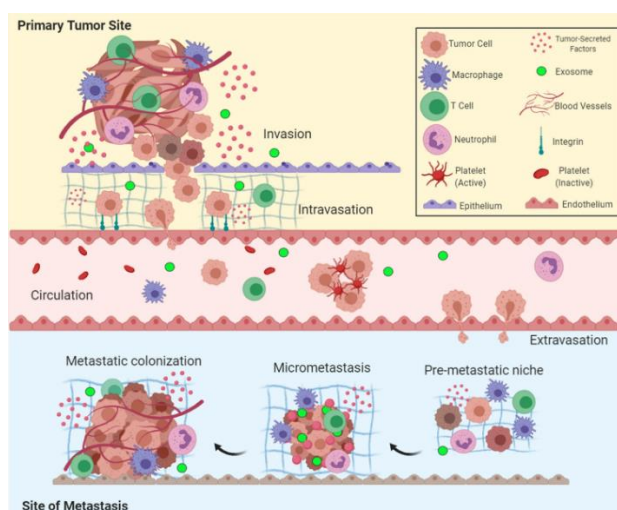 Primary Tumor Site
Tumor Cell
Tumor-Secreted
Factors
Macrophage
Exosome
T Cell
Blood Vessels
Neutrophil
Integrin
Platelet
(Active)
Platelet
(Inactive)
Epithelium
Endothelium
Invasion
Intravasation
Circulation
Extravasation
Metastatic colonization
Micrometastasis
Pre-metastatic niche
Site of Metastasis